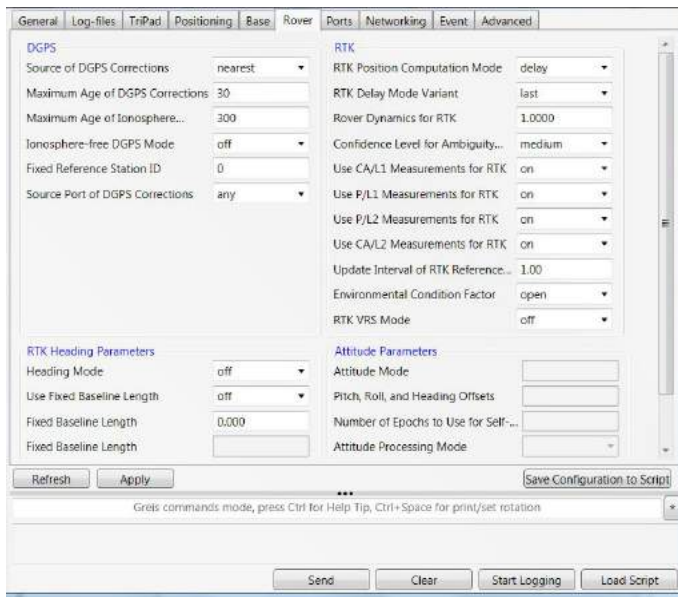 General Log-files TriPad Positioning Base Rover Ports Networking Event Advanced
DGPS
Source of DGPS Corrections nearest
Maximum Age of DGPS Corrections 30
Maximum Age of Ionosphere... 300
Ionosphere-free DGPS Mode off
Fixed Reference Station ID 0
Source Port of DGPS Corrections any
RTK
RTK Position Computation Mode delay
RTK Delay Mode Variant last
Rover Dynamics for RTK 1.0000
Confidence Level for Ambiguity... medium
Use CA/L1 Measurements for RTK on
Use P/L1 Measurements for RTK on
Use P/L2 Measurements for RTK on
Use CA/L2 Measurements for RTK on
Update Interval of RTK Reference... 1.00
Environmental Condition Factor open
RTK VRS Mode off
RTK Heading Parameters
Heading Mode off
Use Fixed Baseline Length off
Fixed Baseline Length 0.000
Fixed Baseline Length
Attitude Parameters
Attitude Mode
Pitch, Roll, and Heading Offsets
Number of Epochs to Use for Self-...
Attitude Processing Mode
Refresh Apply Save Configuration to Script
Greis commands mode, press Ctrl for Help Tip, Ctrl+Space for print/set rotation *
Send Clear Start Logging Load Script